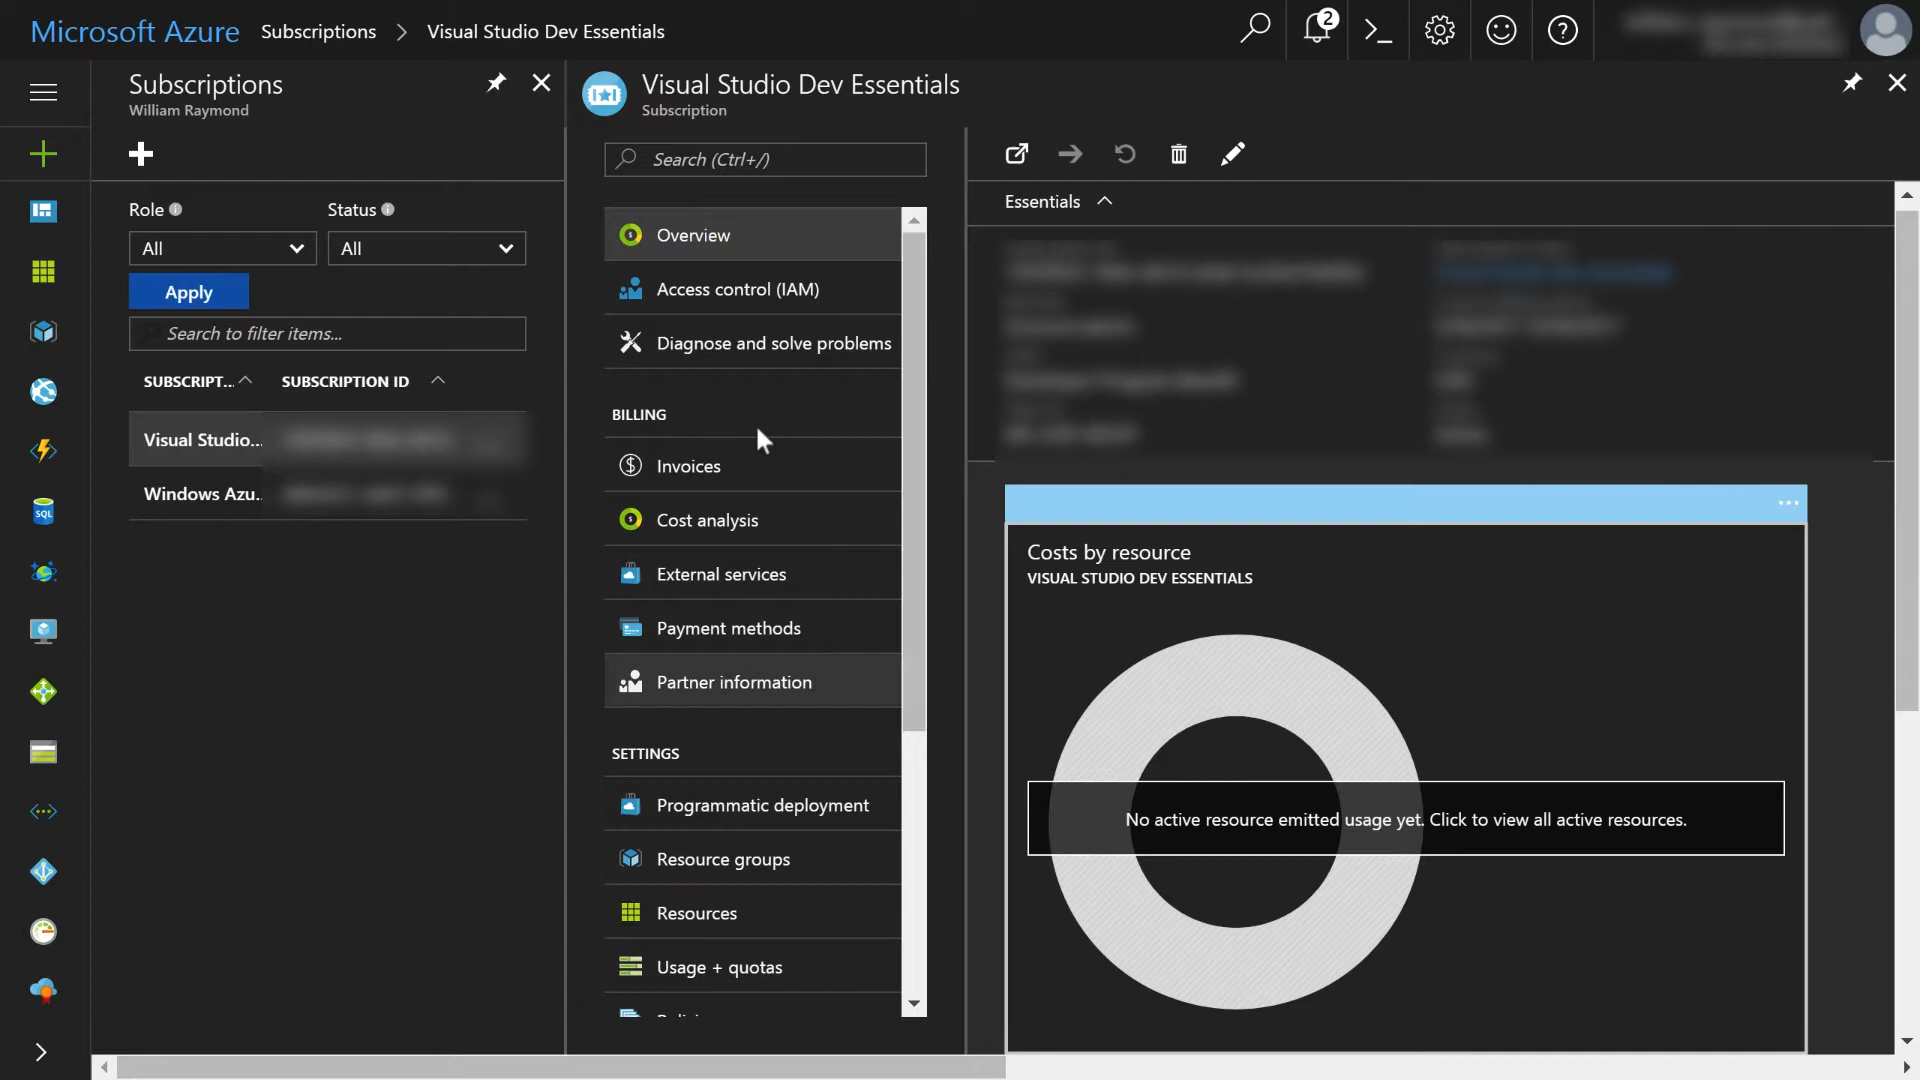 Microsoft Azure Subscriptions > Visual Studio Dev Essentials
2
Subscriptions
William Raymond
Role
Status
All
All
Apply
Search to filter items...
SUBSCRIPT...
SUBSCRIPTION ID
Visual Studio...
Windows Azu...
Visual Studio Dev Essentials
Subscription
Search (Ctrl+/)
Overview
Access control (IAM)
Diagnose and solve problems
BILLING
Invoices
Cost analysis
External services
Payment methods
Partner information
SETTINGS
Programmatic deployment
Resource groups
Resources
Usage + quotas
Essentials
...
Costs by resource
VISUAL STUDIO DEV ESSENTIALS
No active resource emitted usage yet. Click to view all active resources.
SQL